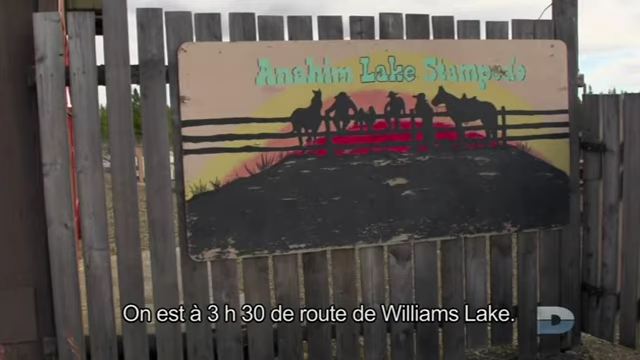 Anahim Lake Stampede
On est à 3 h 30 de route de Williams Lake.
D